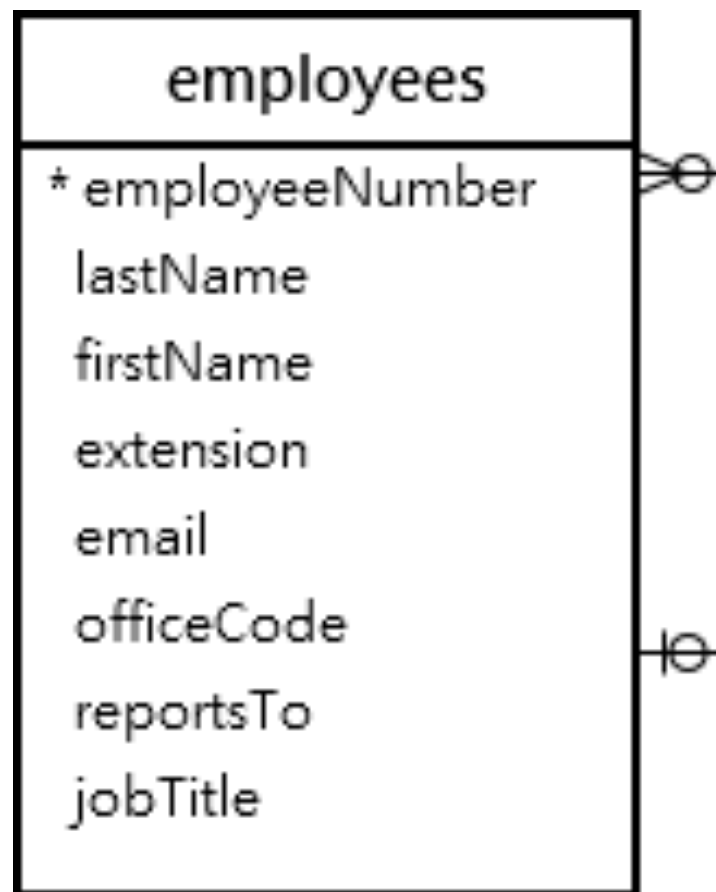 employees
* employeeNumber
lastName
firstName
extension
email
officeCode
reportsTo
jobTitle